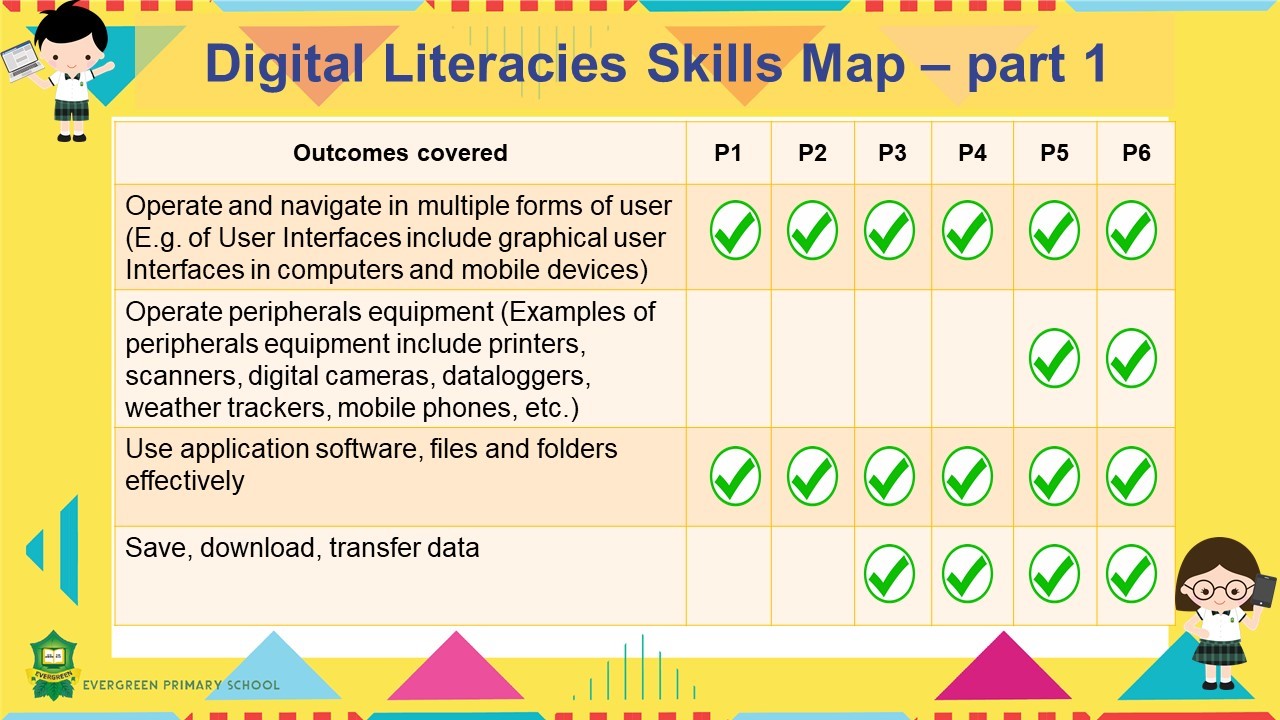 Digital Literacies Skills Map – part 1
Outcomes covered P1 P2 P3 P4 P5 P6
Operate and navigate in multiple forms of user
(E.g. of User Interfaces include graphical user
Interfaces in computers and mobile devices)
Operate peripherals equipment (Examples of
peripherals equipment include printers,
scanners, digital cameras, dataloggers,
weather trackers, mobile phones, etc.)
Use application software, files and folders
effectively
Save, download, transfer data
EVERGREEN
EVERGREEN PRIMARY SCHOOL